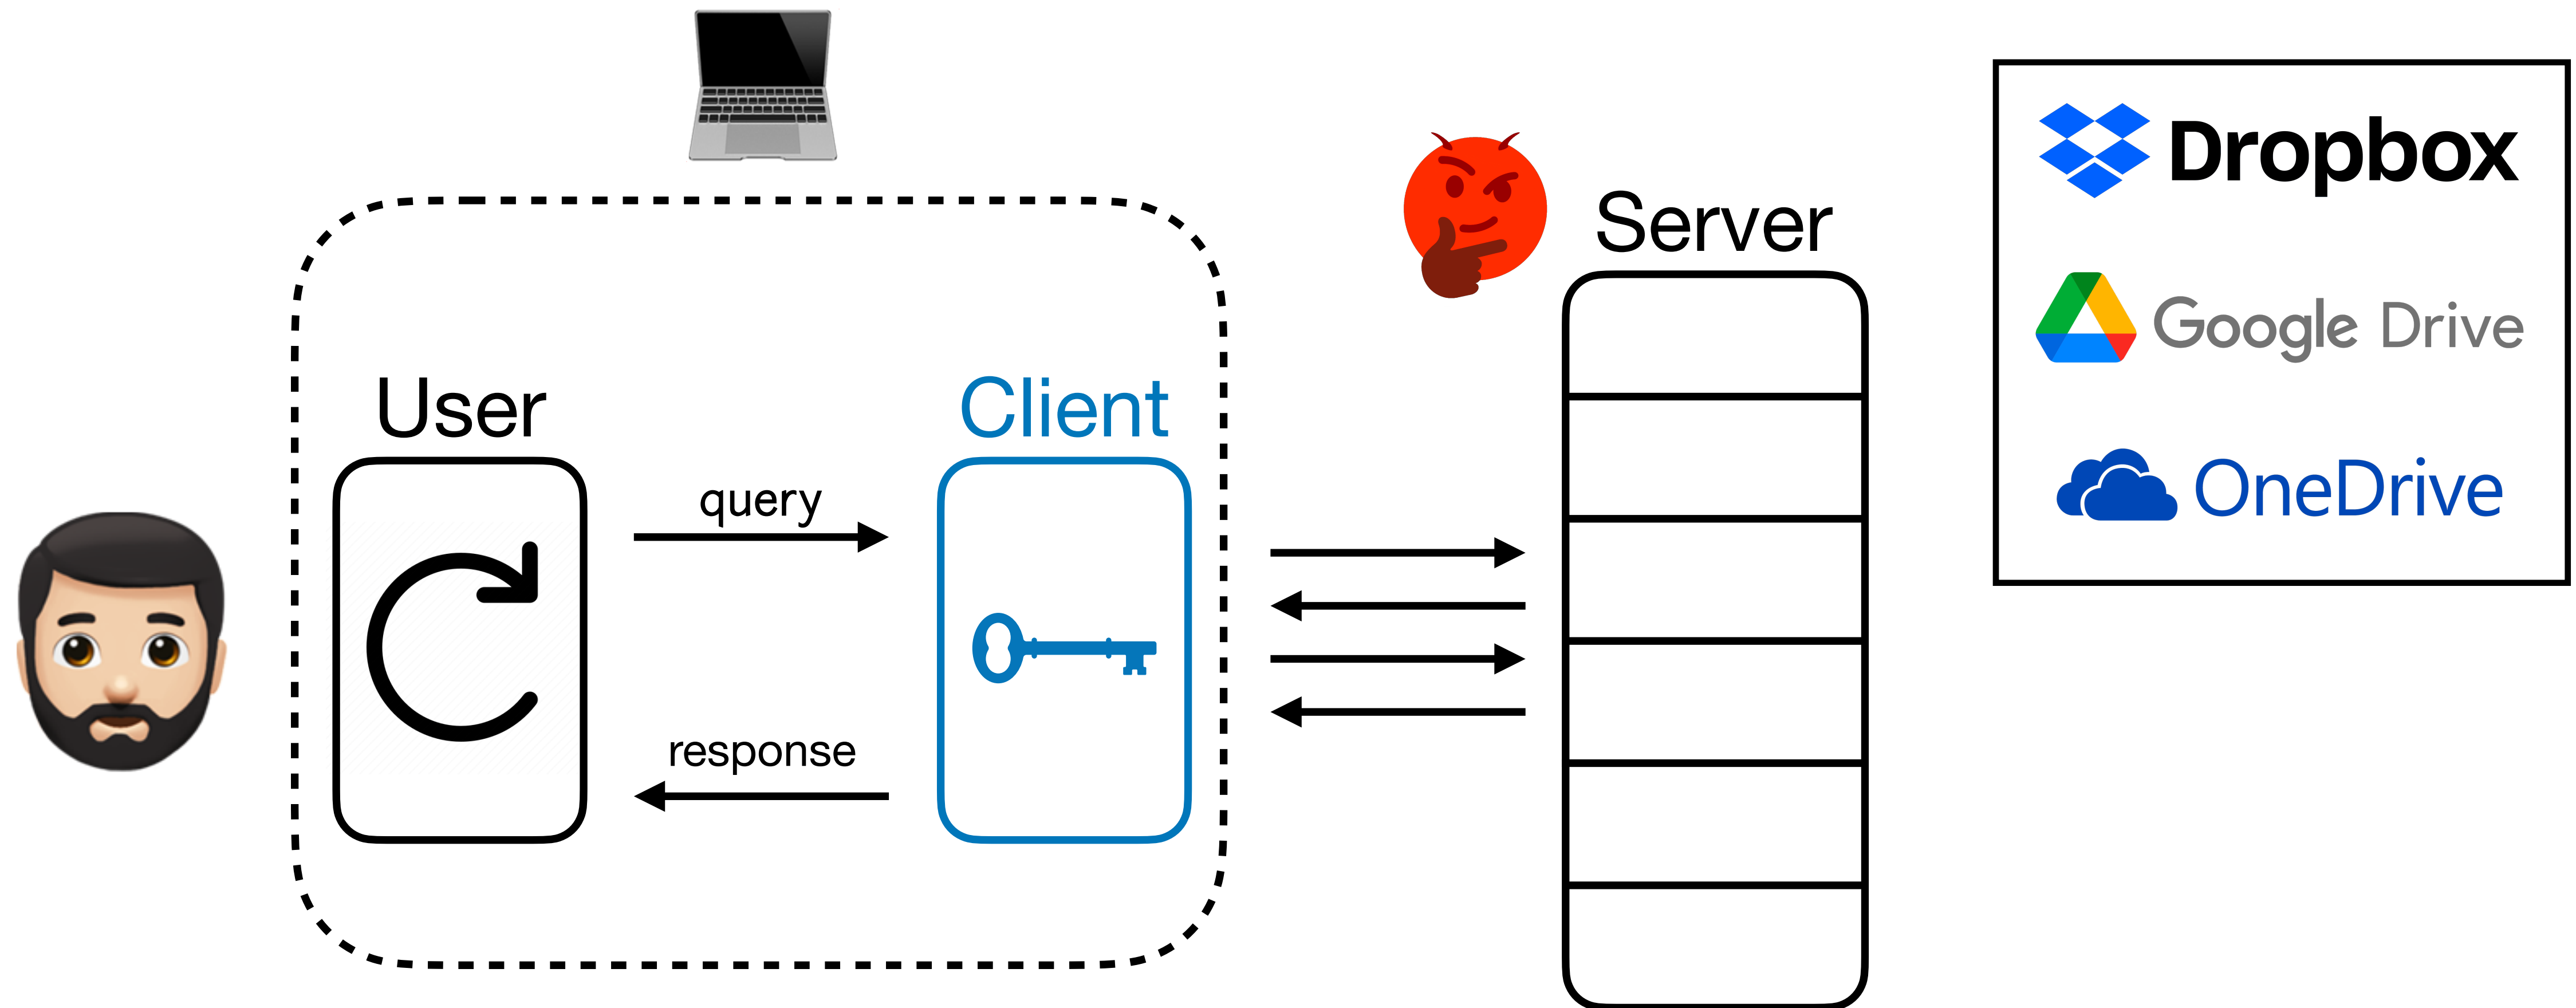 User
query
response
Client
Server
Dropbox
Google Drive
OneDrive